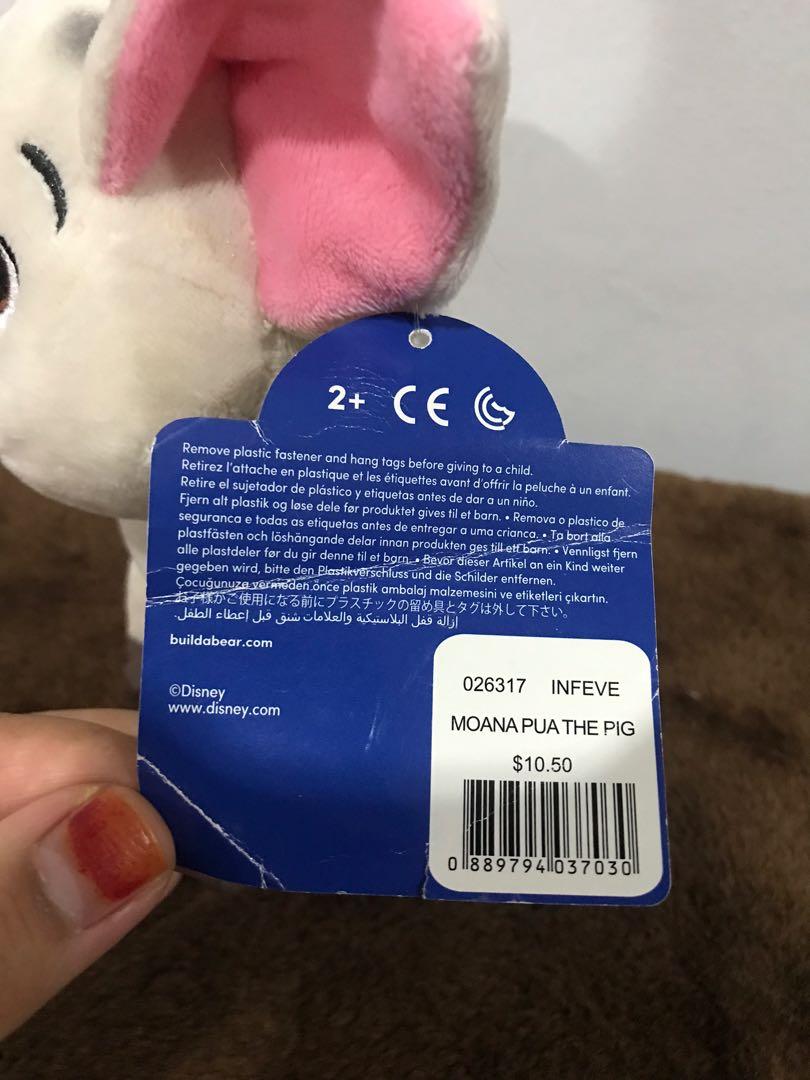 2+ CE
Remove plastic fastener and hang tags before giving to a child.
Retirez l'attache en plastique et les étiquettes avant d'offrir la peluche à un enfant.
Retire el sujetador de plástico y etiquetas antes de dar a un niño.
Fjern alt plastik og løse dele før produktet gives til et barn. • Remova o plastico de
seguranca e todas as etiquetas antes de entregar a uma crianca. • Ta bort alla
plastfästen och löshängande delar innan produkten ges till ett barn. • Vennligst fjern
alle plastdeler før du gir denne til et barn. • Bevor dieser Artikel an ein Kind weiter
gegeben wird, bitte den Plastikverschluss und die Schilder entfernen.
Çocuğunuza vermeden önce plastik ambalaj malzemesini ve etiketleri çıkartın.
お子様がご使用になる前にプラスチックの留め具とタグは外して下さい。
إزالة قفل البلاستيكية والعلامات شنق قبل إعطاء الطفل.
buildabear.com
©Disney
www.disney.com
026317 INFEVE
MOANA PUA THE PIG
$10.50
0 889794 037030